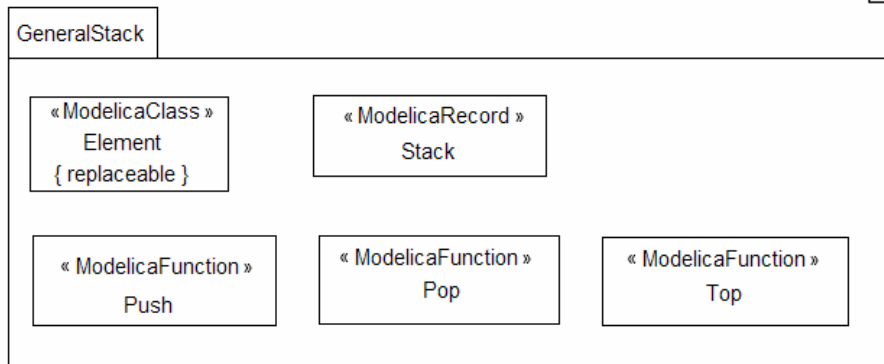 GeneralStack
«ModelicaClass»
Element
{ replaceable }
«ModelicaRecord»
Stack
« ModelicaFunction»
Push
« ModelicaFunction»
Pop
« ModelicaFunction»
Top